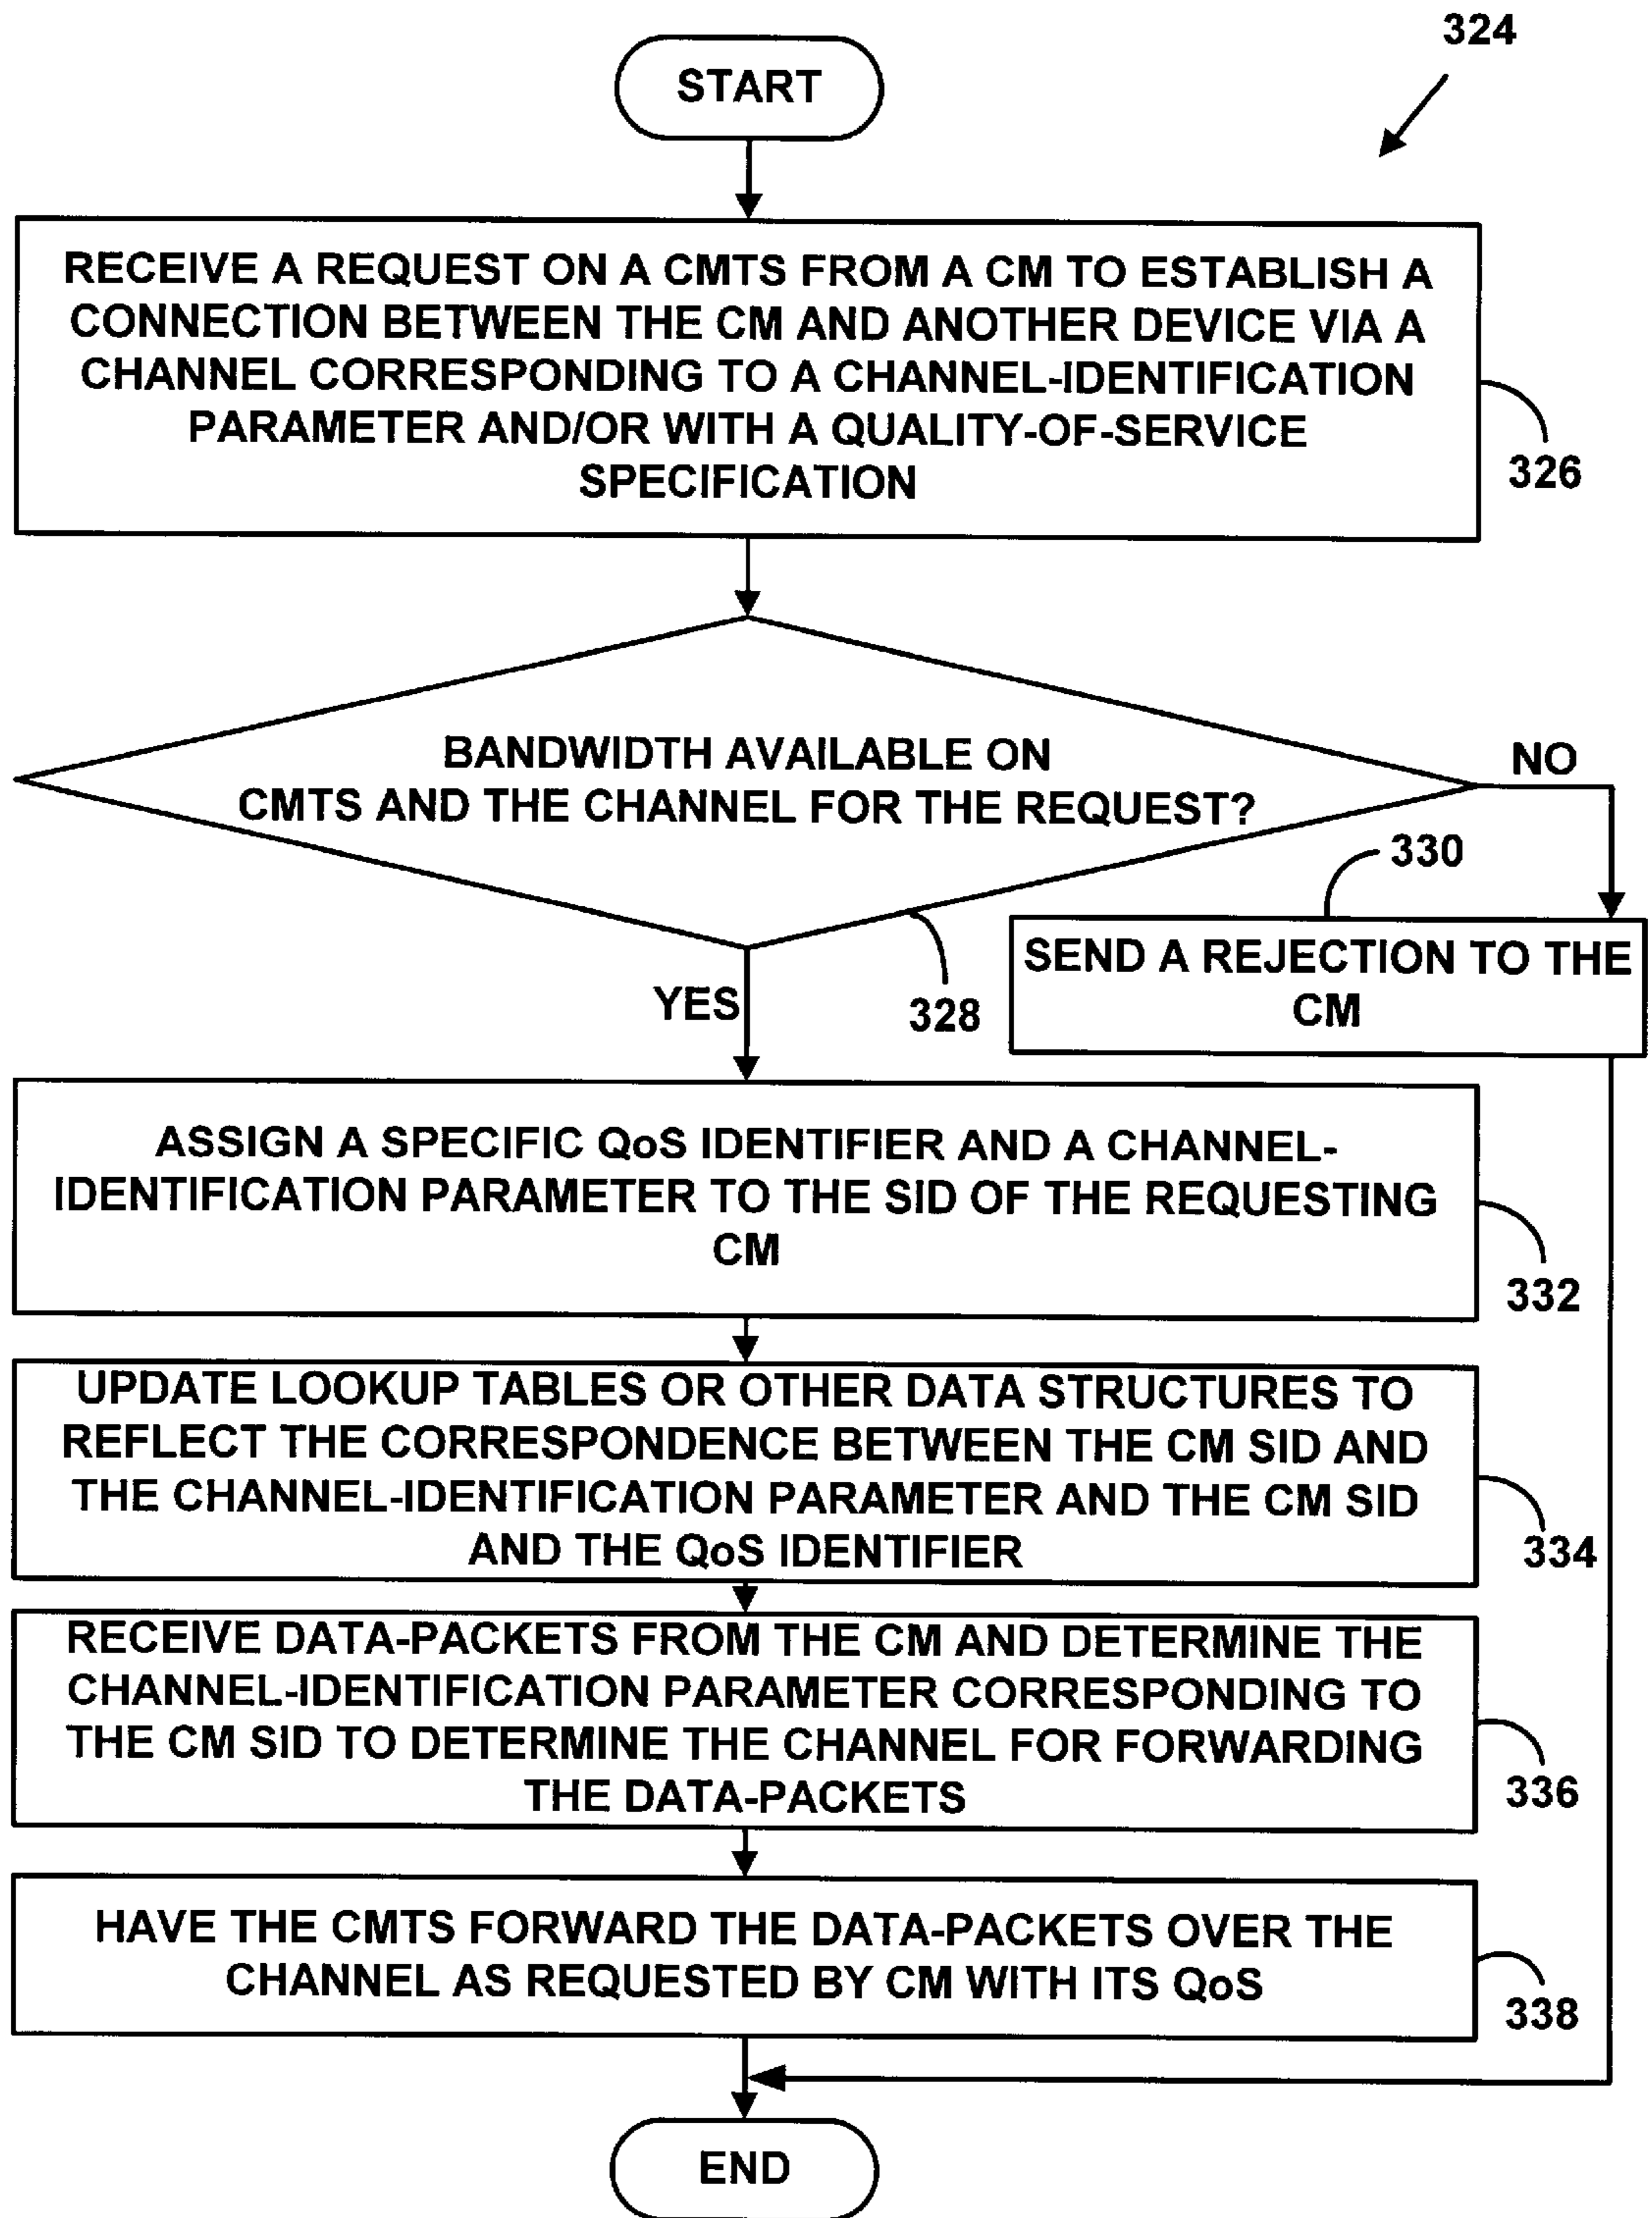 324
START
RECEIVE A REQUEST ON A CMTS FROM A CM TO ESTABLISH A
CONNECTION BETWEEN THE CM AND ANOTHER DEVICE VIA A
CHANNEL CORRESPONDING TO A CHANNEL-IDENTIFICATION
PARAMETER AND/OR WITH A QUALITY-OF-SERVICE
SPECIFICATION
326
BANDWIDTH AVAILABLE ON
CMTS AND THE CHANNEL FOR THE REQUEST?
NO
330
SEND A REJECTION TO THE
CM
YES
328
ASSIGN A SPECIFIC QoS IDENTIFIER AND A CHANNEL-
IDENTIFICATION PARAMETER TO THE SID OF THE REQUESTING
CM
332
UPDATE LOOKUP TABLES OR OTHER DATA STRUCTURES TO
REFLECT THE CORRESPONDENCE BETWEEN THE CM SID AND
THE CHANNEL-IDENTIFICATION PARAMETER AND THE CM SID
AND THE QoS IDENTIFIER
334
RECEIVE DATA-PACKETS FROM THE CM AND DETERMINE THE
CHANNEL-IDENTIFICATION PARAMETER CORRESPONDING TO
THE CM SID TO DETERMINE THE CHANNEL FOR FORWARDING
THE DATA-PACKETS
336
HAVE THE CMTS FORWARD THE DATA-PACKETS OVER THE
CHANNEL AS REQUESTED BY CM WITH ITS QoS
338
END